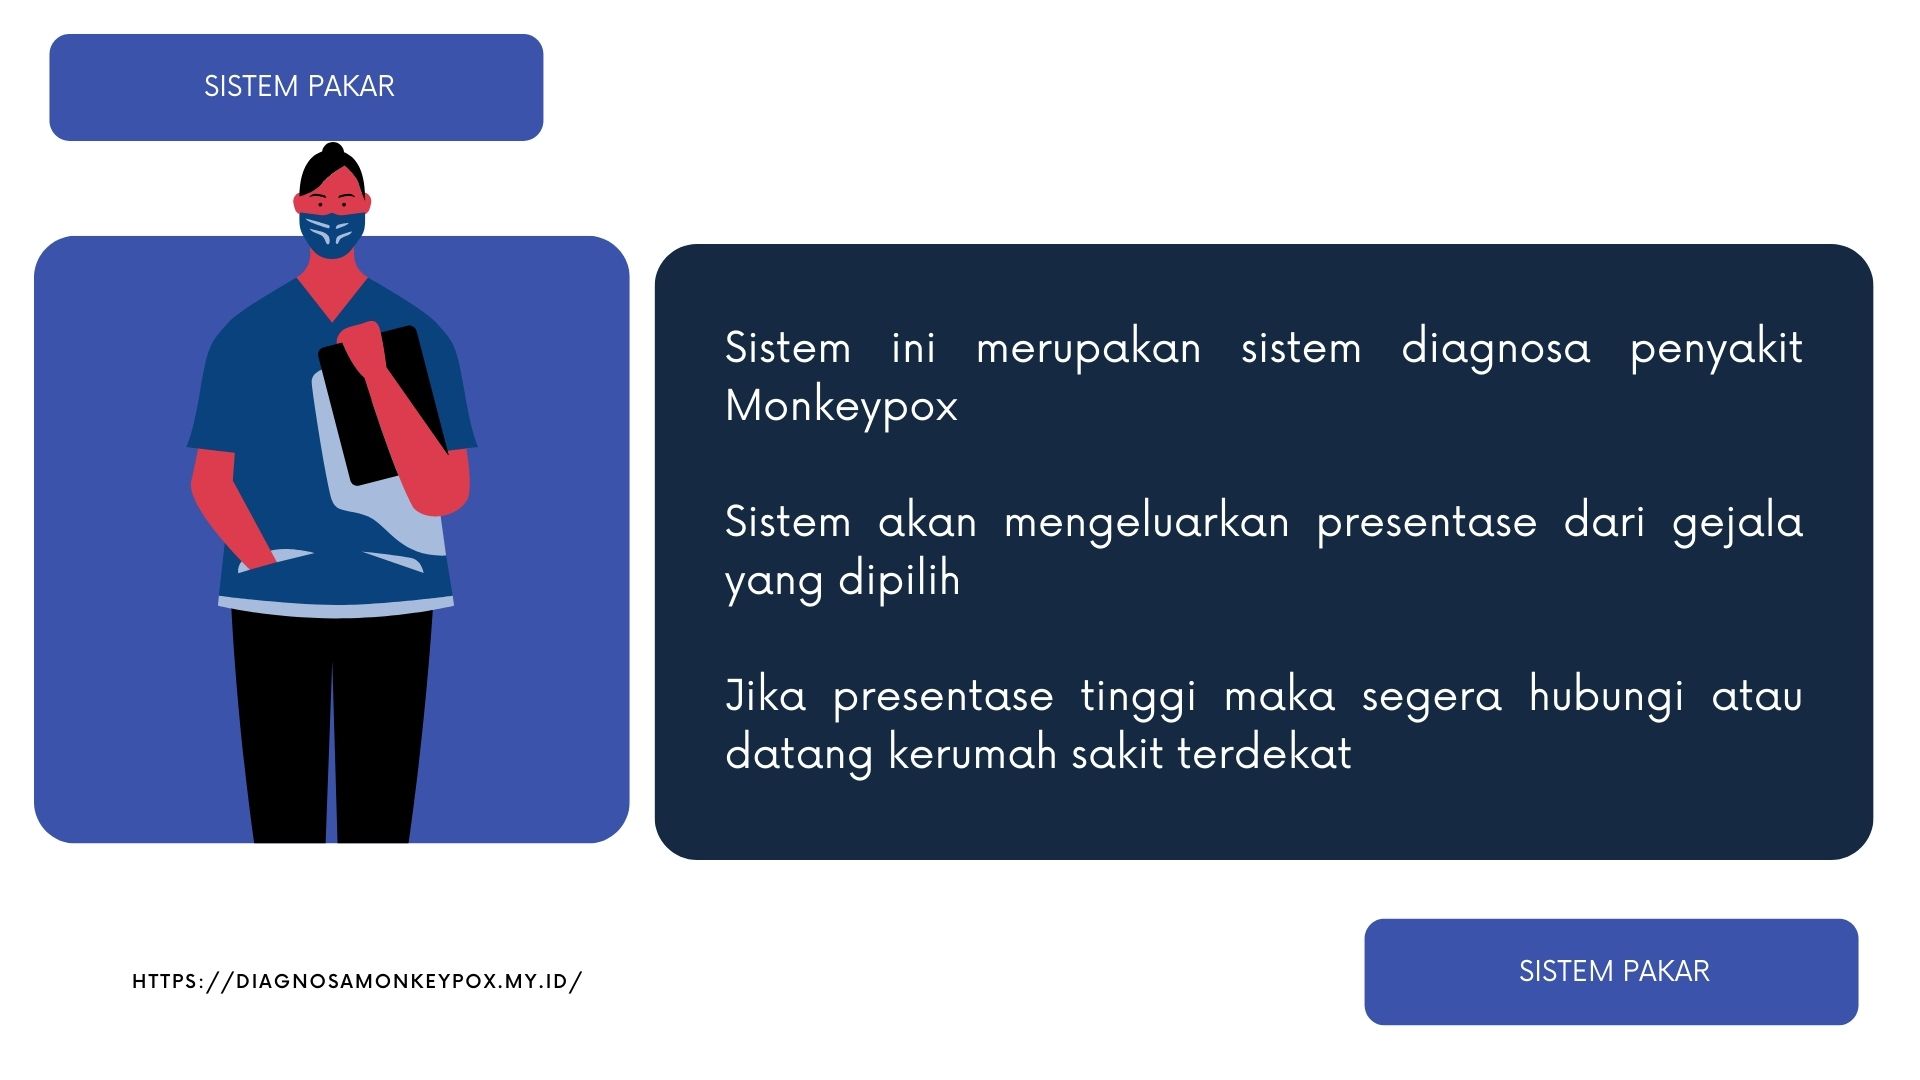 SISTEM PAKAR
Sistem ini merupakan sistem diagnosa penyakit
Monkeypox
Sistem akan mengeluarkan presentase dari gejala
yang dipilih
Jika presentase tinggi maka segera hubungi atau
datang kerumah sakit terdekat
HTTPS://DIAGNOSAMONKEYPOX.MY.ID/
SISTEM PAKAR